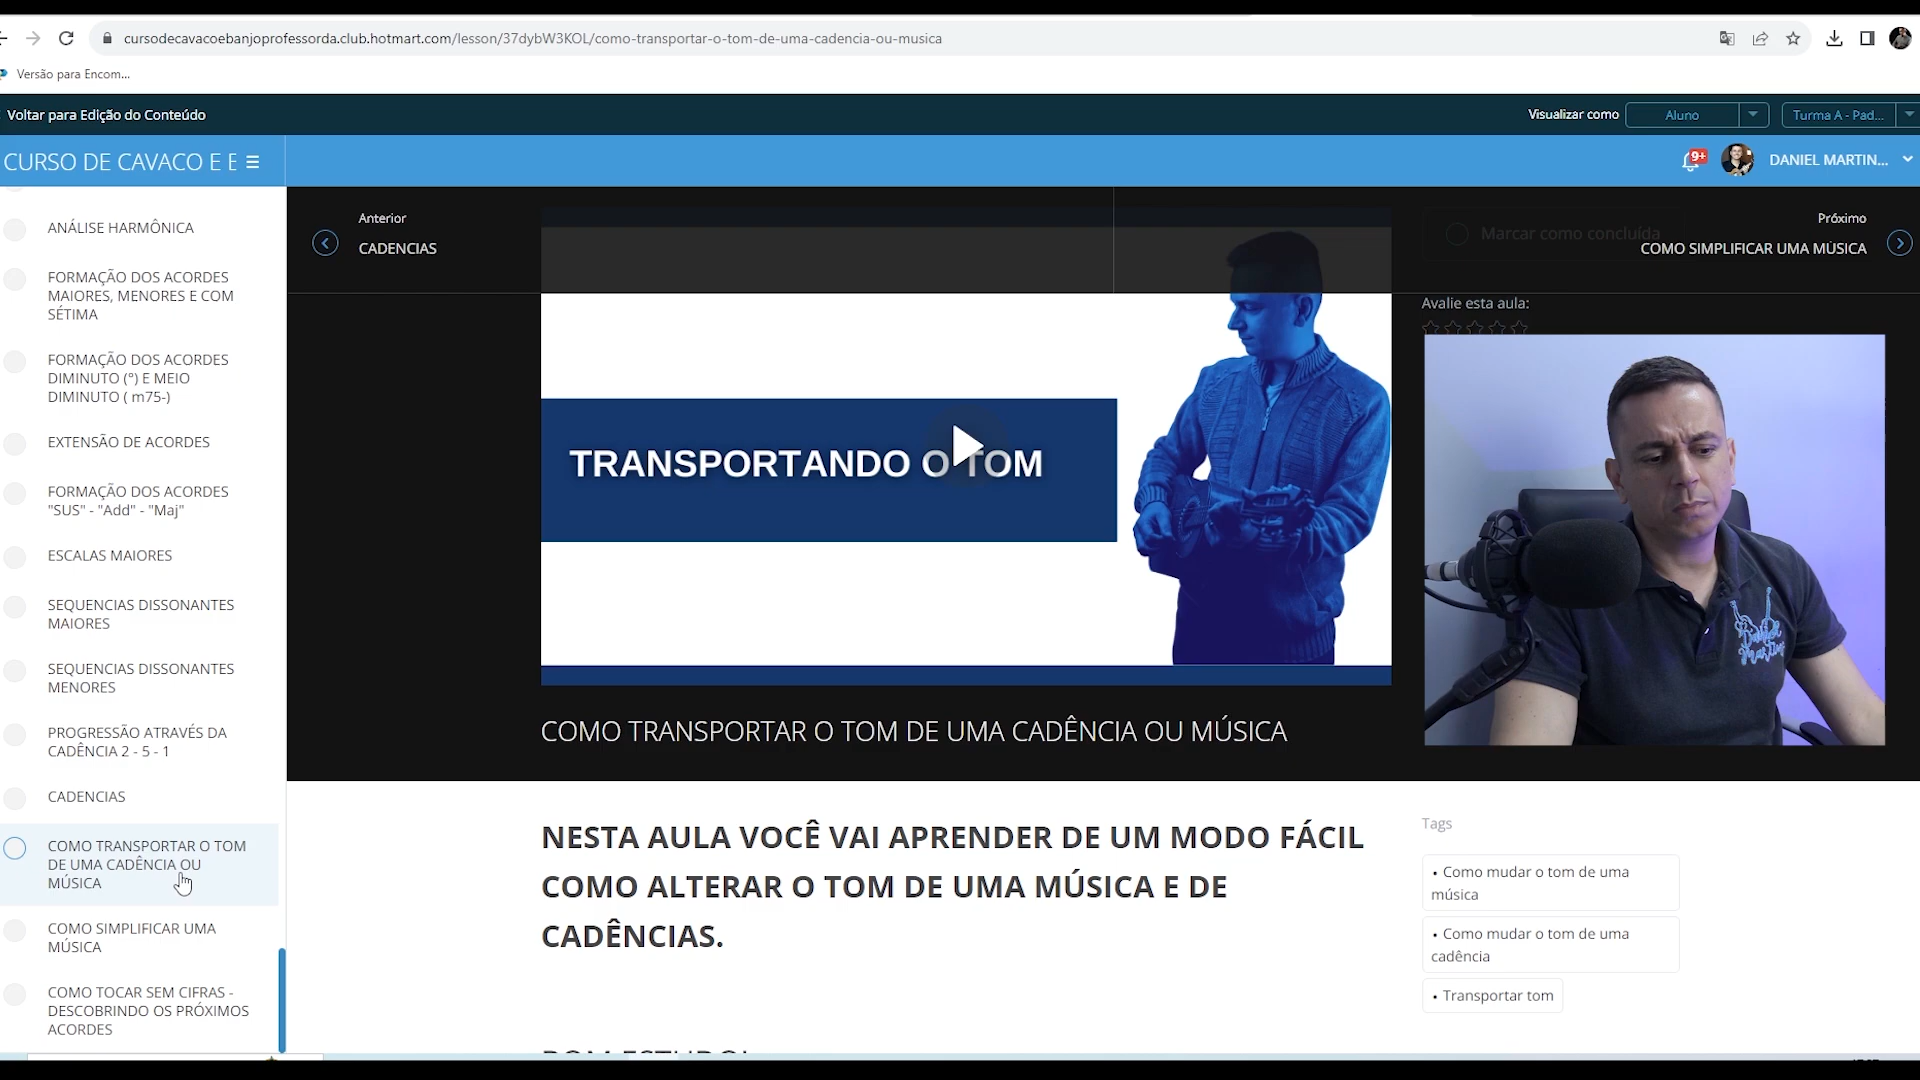 cursodecavacoebanjoprofessorda.club.hotmart.com/lesson/37dybW3KOL/como-transportar-o-tom-de-uma-cadencia-ou-musica
Versão para Encom...
Voltar para Edição do Conteúdo
Visualizar como
Aluno
Turma A - Pad...
CURSO DE CAVACO E E
9+
DANIEL MARTIN...
ANÁLISE HARMÔNICA
FORMAÇÃO DOS ACORDES
MAIORES, MENORES E COM
SÉTIMA
FORMAÇÃO DOS ACORDES
DIMINUTO (°) E MEIO
DIMINUTO ( m75-)
EXTENSÃO DE ACORDES
FORMAÇÃO DOS ACORDES
"SUS" - "Add" - "Maj"
ESCALAS MAIORES
SEQUENCIAS DISSONANTES
MAIORES
SEQUENCIAS DISSONANTES
MENORES
PROGRESSÃO ATRAVÉS DA
CADÊNCIA 2 - 5 - 1
CADENCIAS
COMO TRANSPORTAR O TOM
DE UMA CADÊNCIA OU
MÚSICA
COMO SIMPLIFICAR UMA
MÚSICA
COMO TOCAR SEM CIFRAS -
DESCOBRINDO OS PRÓXIMOS
ACORDES
Anterior
CADENCIAS
Próximo
Marcar como concluída
COMO SIMPLIFICAR UMA MÚSICA
Avalie esta aula:
TRANSPORTANDO O TOM
Daniel Martins
COMO TRANSPORTAR O TOM DE UMA CADÊNCIA OU MÚSICA
NESTA AULA VOCÊ VAI APRENDER DE UM MODO FÁCIL
COMO ALTERAR O TOM DE UMA MÚSICA E DE
CADÊNCIAS.
BOM ESTUDO!
Tags
• Como mudar o tom de uma
música
• Como mudar o tom de uma
cadência
• Transportar tom